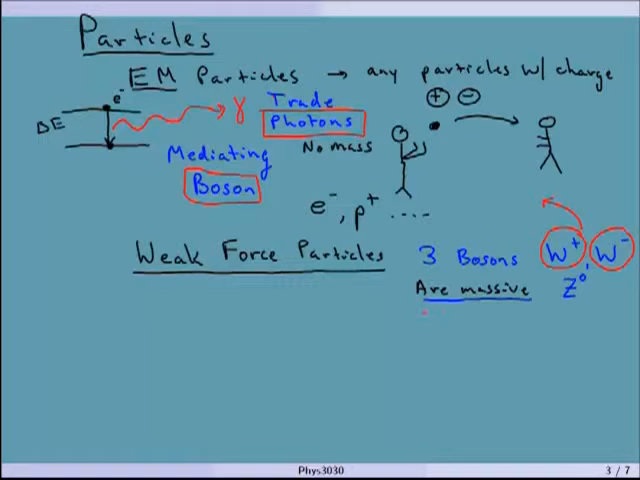 Particles
EM Particles → any particles w/ charge
e⁻
+ −
ΔE
γ
Trade
Photons
No mass
Mediating
Boson
e⁻, p⁺ ....
Weak Force Particles
3 Bosons
W⁺, W⁻
Are massive
Z⁰
Phys3030
3 / 7